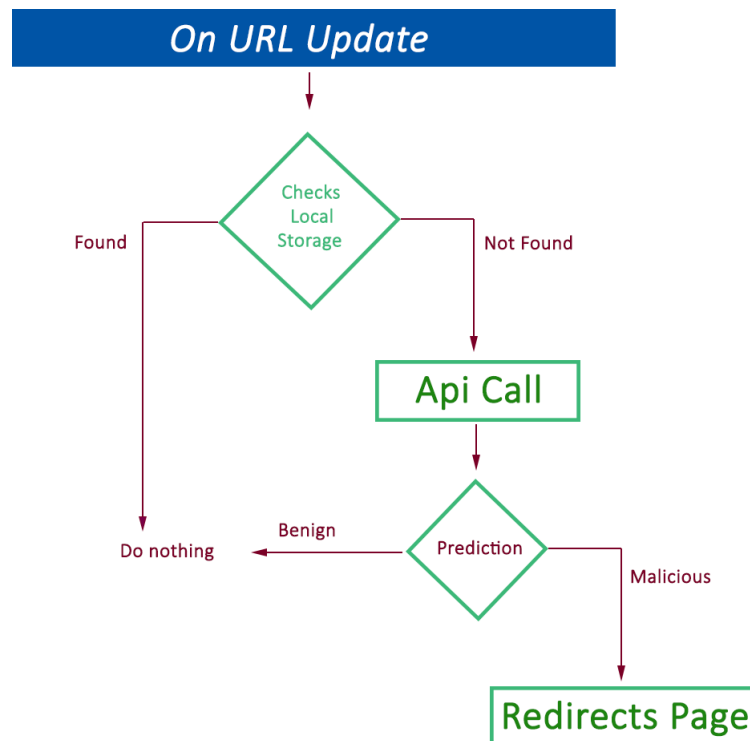 On URL Update
Checks
Local
Storage
Found
Not Found
Api Call
Prediction
Benign
Do nothing
Malicious
Redirects Page